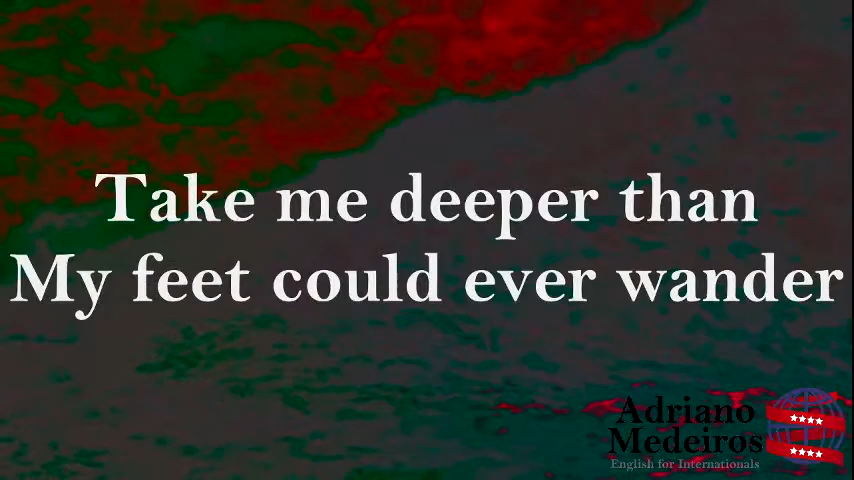 Take me deeper than
My feet could ever wander
Adriano
Medeiros
English for Internationals